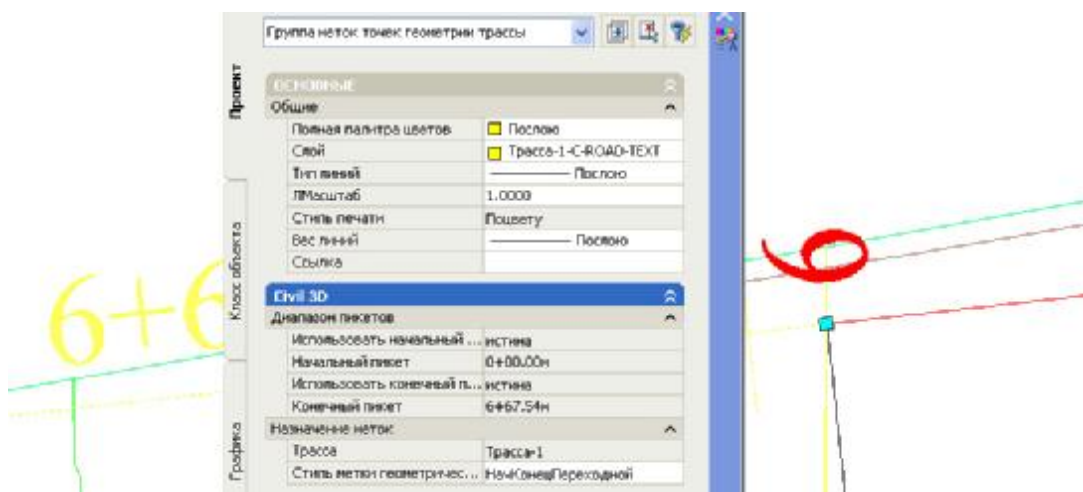 Группа меток точек геометрии трассы
Проект
ОСНОВНЫЕ
Общие
Полная палитра цветов Послою
Слой Трасса-1-C-ROAD-TEXT
Тип линий Послою
ЛМасштаб 1.0000
Стиль печати Поцвету
Вес линий Послою
Ссылка
Класс объекта
Civil 3D
Диапазон пикетов
Использовать начальный ... истина
Начальный пикет 0+00.00м
Использовать конечный п... истина
Конечный пикет 6+67.54м
Назначение меток
Трасса Трасса-1
Стиль метки геометричес... НачКонецПереходной
Графика
6+6
6